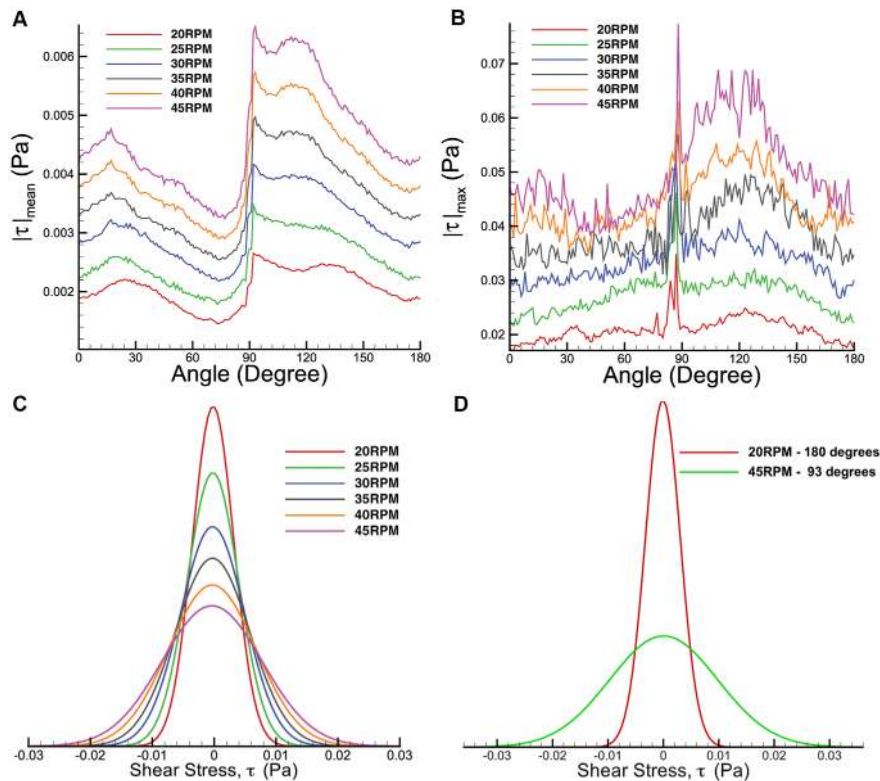 A
20RPM
25RPM
30RPM
35RPM
40RPM
45RPM
|τ|mean (Pa)
0.006
0.005
0.004
0.003
0.002
0 30 60 90 120 150 180
Angle (Degree)
B
20RPM
25RPM
30RPM
35RPM
40RPM
45RPM
|τ|max (Pa)
0.07
0.06
0.05
0.04
0.03
0.02
0 30 60 90 120 150 180
Angle (Degree)
C
20RPM
25RPM
30RPM
35RPM
40RPM
45RPM
-0.03 -0.02 -0.01 0 0.01 0.02 0.03
Shear Stress, τ (Pa)
D
20RPM - 180 degrees
45RPM - 93 degrees
-0.03 -0.02 -0.01 0 0.01 0.02 0.03
Shear Stress, τ (Pa)